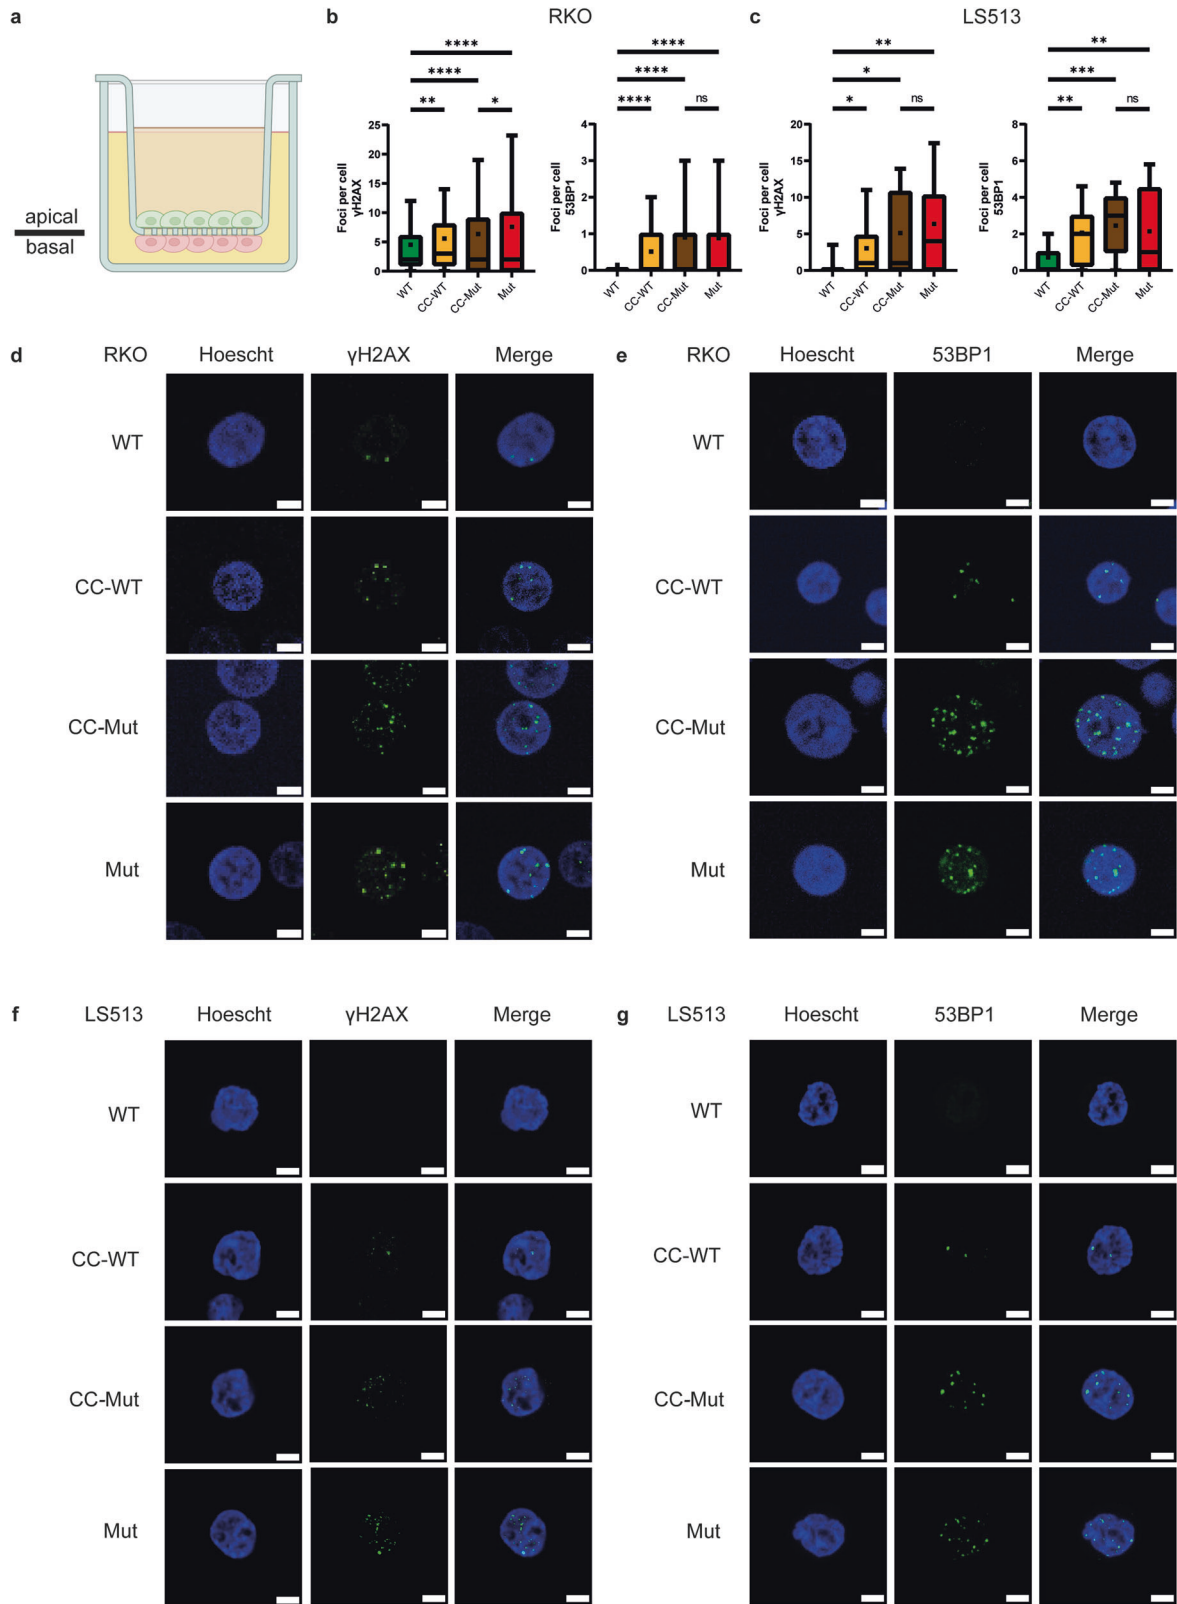 a
apical
basal
b RKO
**** ****
**** ****
** * **** ns
Foci per cell
γH2AX
25
20
15
10
5
0
WT CC-WT CC-Mut Mut
Foci per cell
53BP1
4
3
2
1
0
WT CC-WT CC-Mut Mut
c LS513
** **
* ***
* ns ** ns
Foci per cell
γH2AX
20
15
10
5
0
WT CC-WT CC-Mut Mut
Foci per cell
53BP1
8
6
4
2
0
WT CC-WT CC-Mut Mut
d RKO Hoescht γH2AX Merge
WT
CC-WT
CC-Mut
Mut
e RKO Hoescht 53BP1 Merge
WT
CC-WT
CC-Mut
Mut
f LS513 Hoescht γH2AX Merge
WT
CC-WT
CC-Mut
Mut
g LS513 Hoescht 53BP1 Merge
WT
CC-WT
CC-Mut
Mut